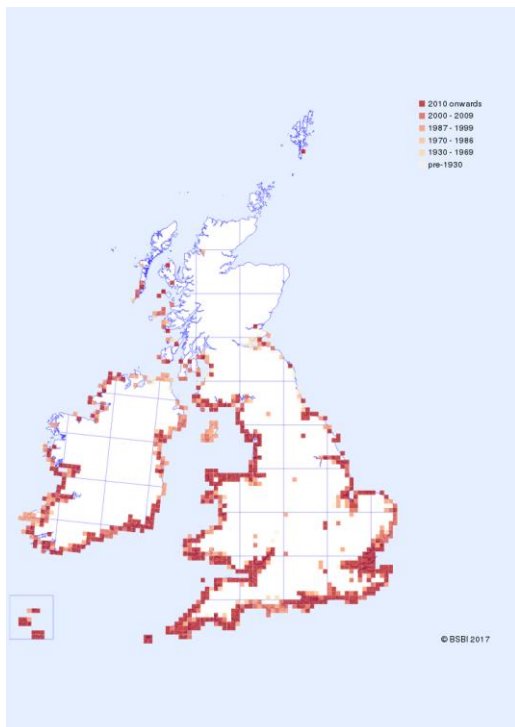 2010 onwards
2000 - 2009
1987 - 1999
1970 - 1986
1930 - 1969
pre-1930
© BSBI 2017